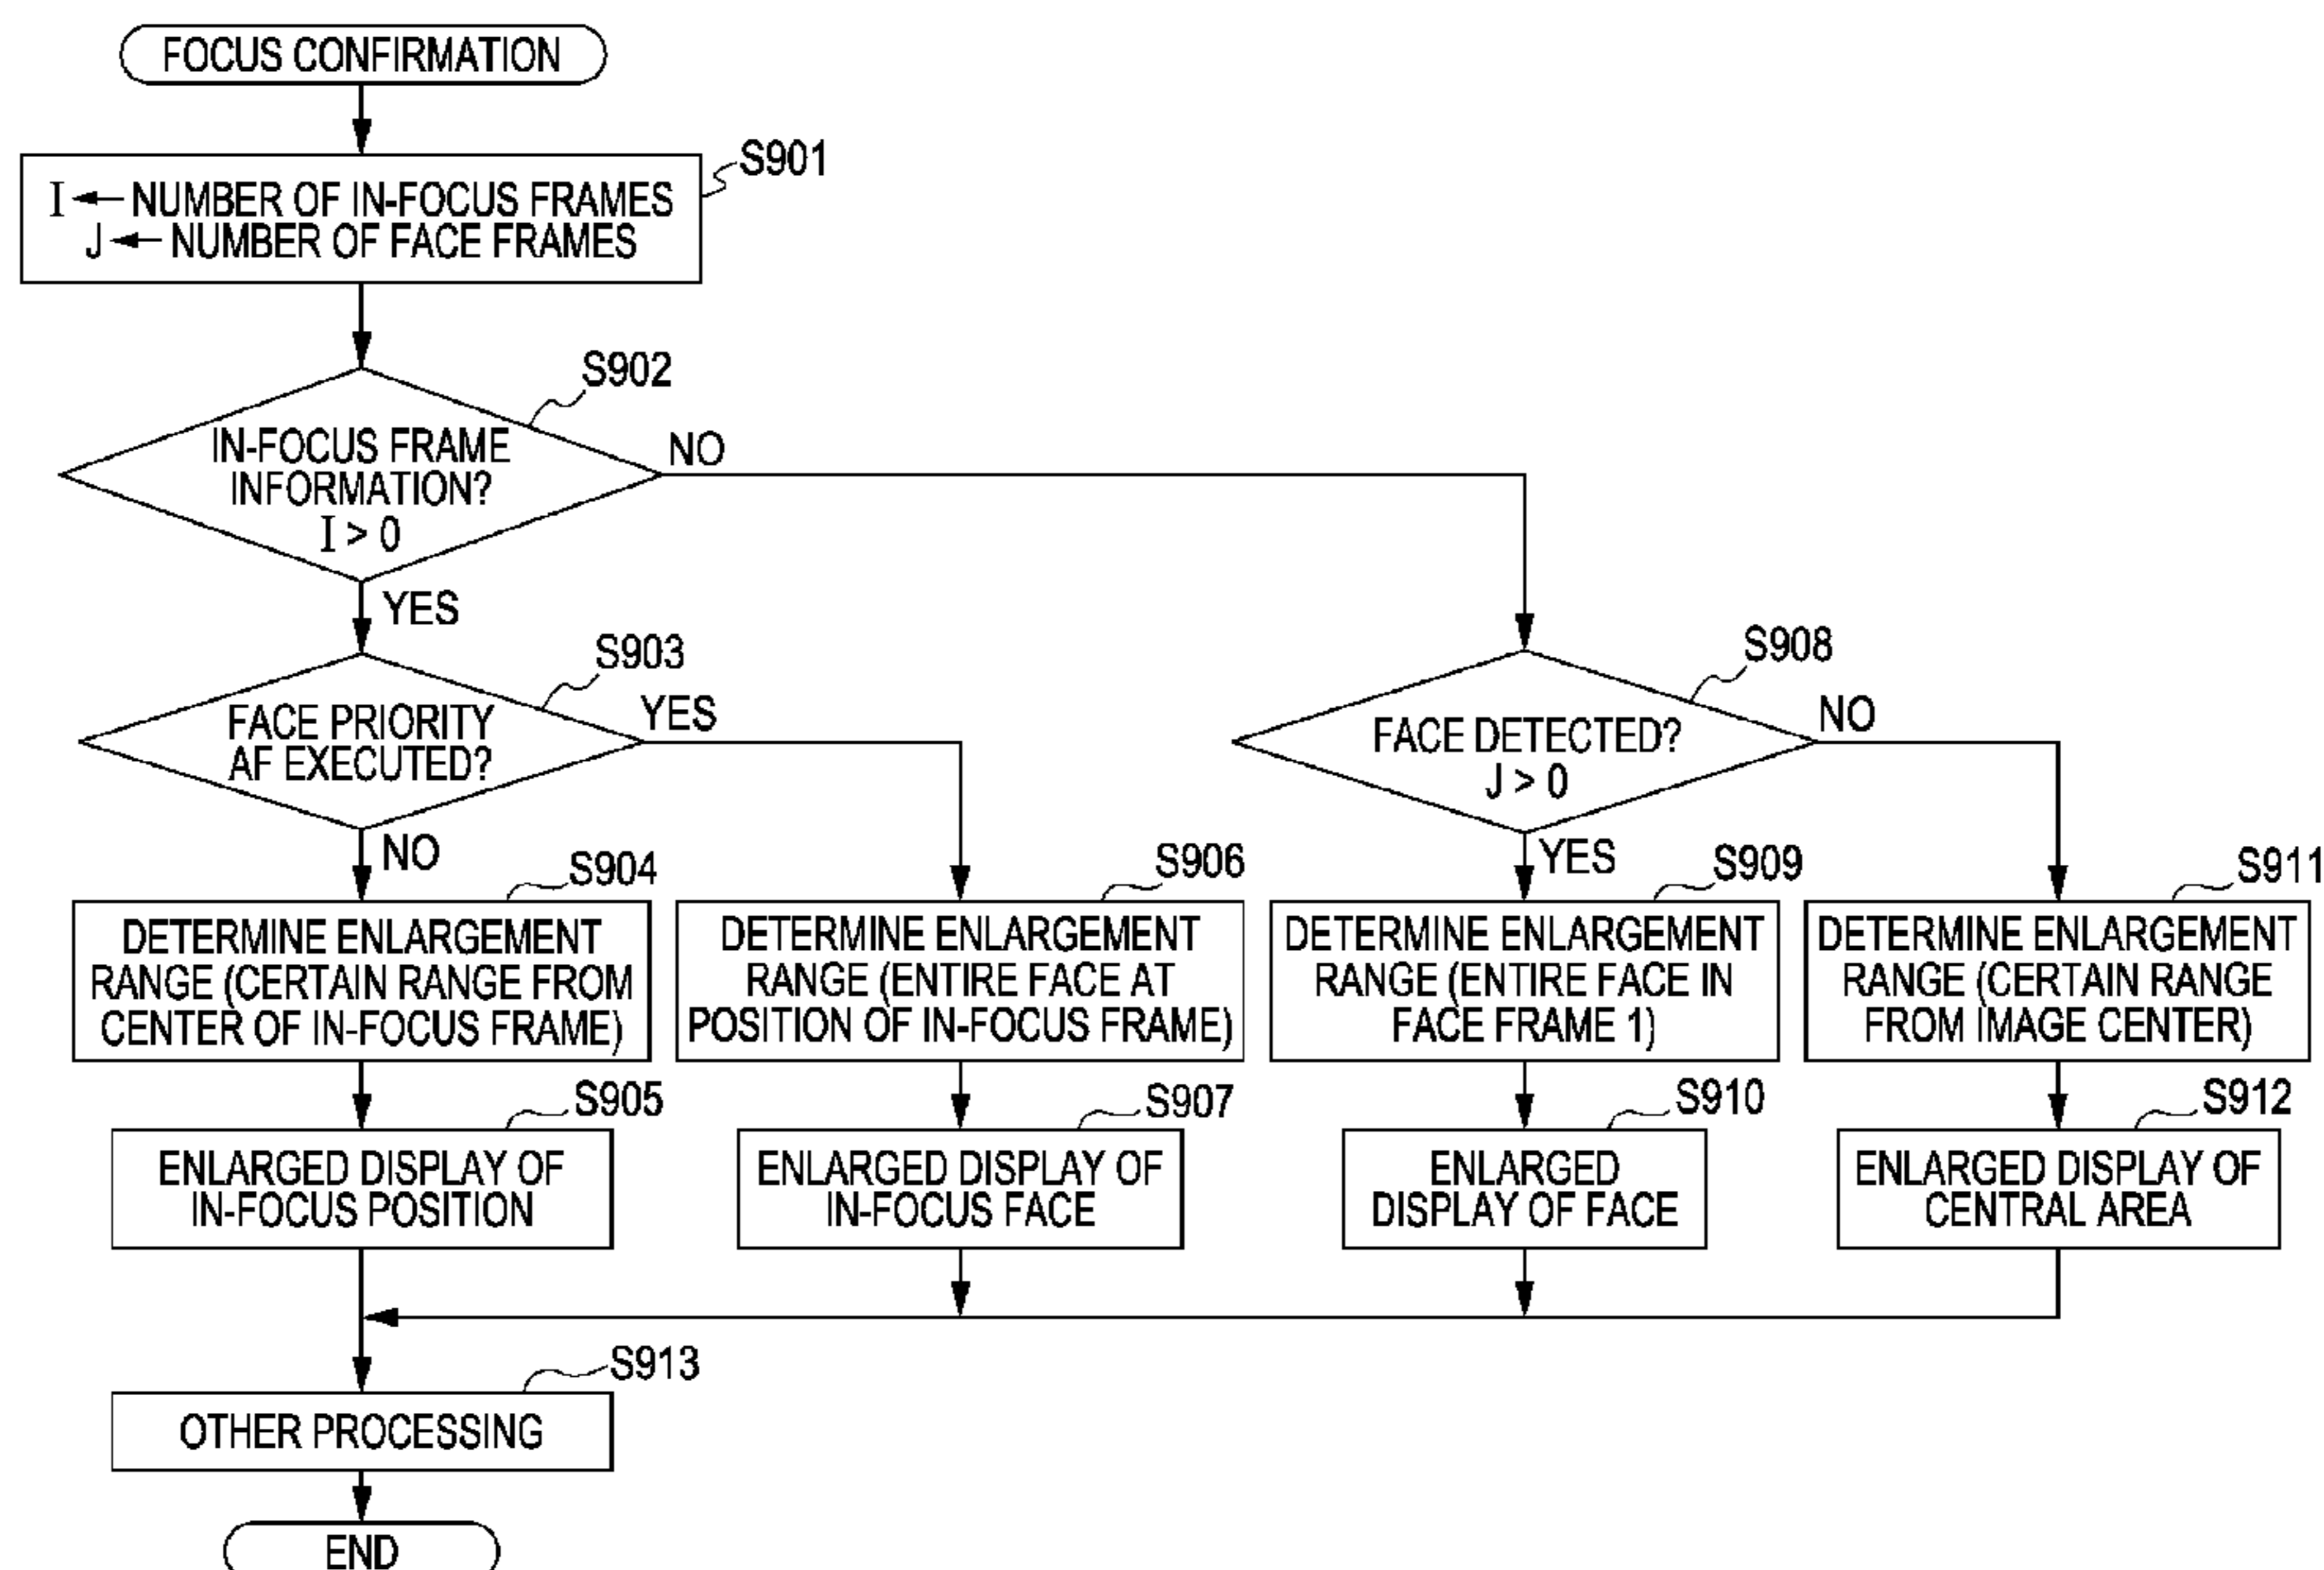 FOCUS CONFIRMATION
S901
I ← NUMBER OF IN-FOCUS FRAMES
J ← NUMBER OF FACE FRAMES
S902
IN-FOCUS FRAME
INFORMATION?
I > 0
NO
YES
S903
FACE PRIORITY
AF EXECUTED?
YES
NO
S908
FACE DETECTED?
J > 0
NO
YES
S904
DETERMINE ENLARGEMENT
RANGE (CERTAIN RANGE FROM
CENTER OF IN-FOCUS FRAME)
S906
DETERMINE ENLARGEMENT
RANGE (ENTIRE FACE AT
POSITION OF IN-FOCUS FRAME)
S909
DETERMINE ENLARGEMENT
RANGE (ENTIRE FACE IN
FACE FRAME 1)
S911
DETERMINE ENLARGEMENT
RANGE (CERTAIN RANGE
FROM IMAGE CENTER)
S905
ENLARGED DISPLAY OF
IN-FOCUS POSITION
S907
ENLARGED DISPLAY OF
IN-FOCUS FACE
S910
ENLARGED
DISPLAY OF FACE
S912
ENLARGED DISPLAY OF
CENTRAL AREA
S913
OTHER PROCESSING
END